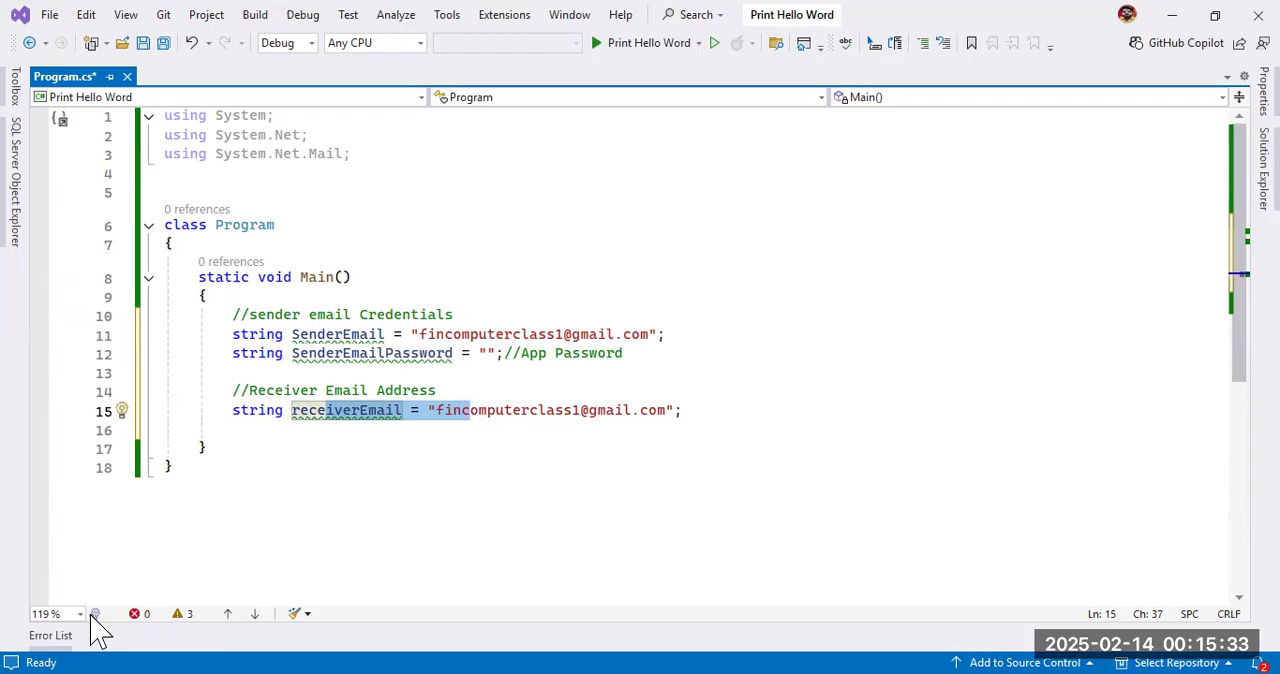 File Edit View Git Project Build Debug Test Analyze Tools Extensions Window Help Search Print Hello Word
Debug Any CPU Print Hello Word GitHub Copilot
Program.cs*
Print Hello Word Program Main()
1 using System;
2 using System.Net;
3 using System.Net.Mail;
4
5
0 references
6 class Program
7 {
0 references
8 static void Main()
9 {
10 //sender email Credentials
11 string SenderEmail = "fincomputerclass1@gmail.com";
12 string SenderEmailPassword = "";//App Password
13
14 //Receiver Email Address
15 string receiverEmail = "fincomputerclass1@gmail.com";
16
17 }
18 }
Toolbox
SQL Server Object Explorer
Properties
Solution Explorer
119 % 0 3 Ln: 15 Ch: 37 SPC CRLF
Error List
2025-02-14 00:15:33
Ready Add to Source Control Select Repository 2